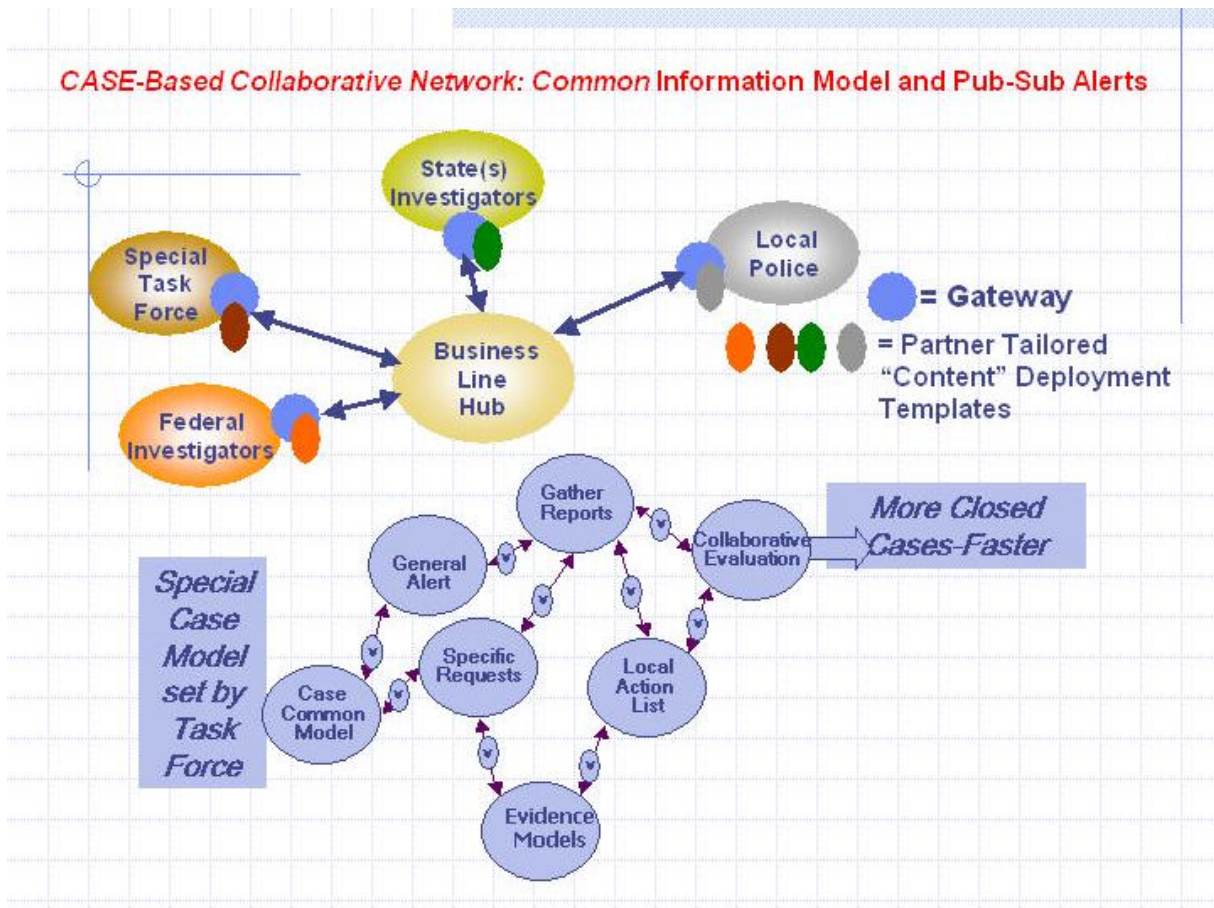 CASE-Based Collaborative Network: Common Information Model and Pub-Sub Alerts
State(s)
Investigators
Special
Task
Force
Local
Police
= Gateway
Business
Line
Hub
= Partner Tailored
“Content” Deployment
Templates
Federal
Investigators
Gather
Reports
More Closed
Cases-Faster
Collaborative
Evaluation
General
Alert
Special
Case
Model
set by
Task
Force
Specific
Requests
Local
Action
List
Case
Common
Model
Evidence
Models